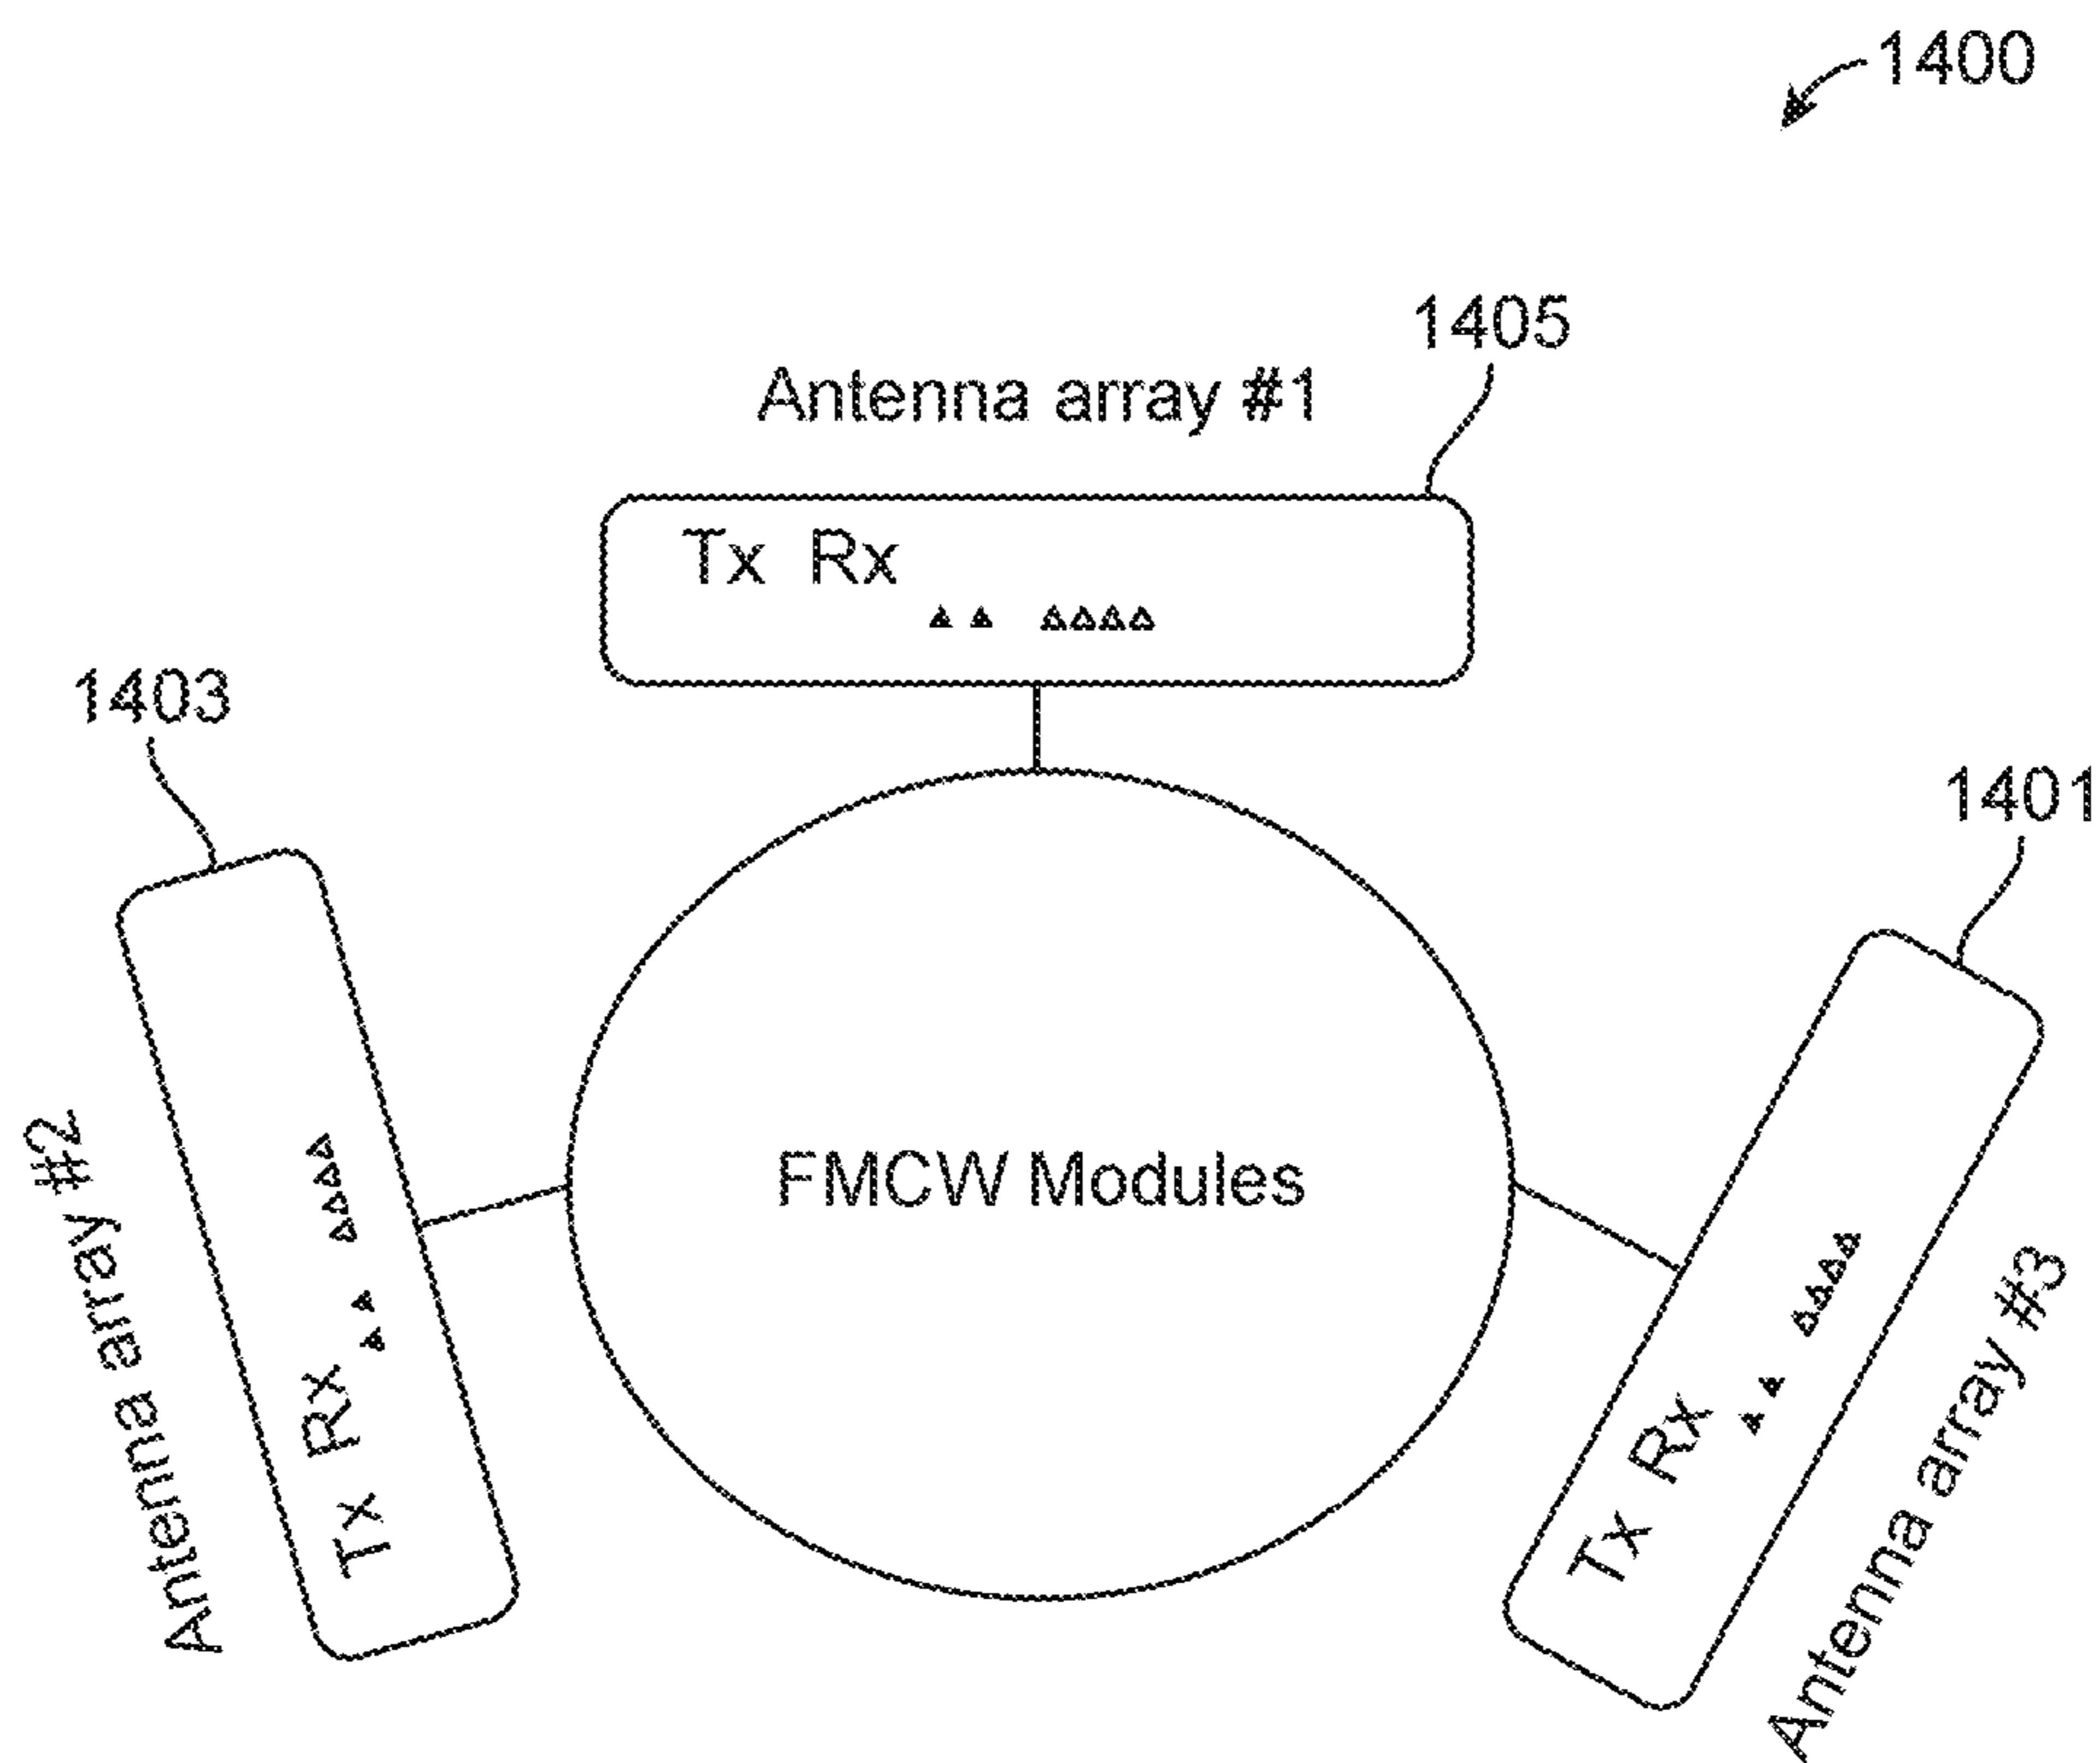 1400
1405
Antenna array #1
Tx Rx
1403
1401
Antenna array #2
Tx Rx
FMCW Modules
Tx Rx
Antenna array #3